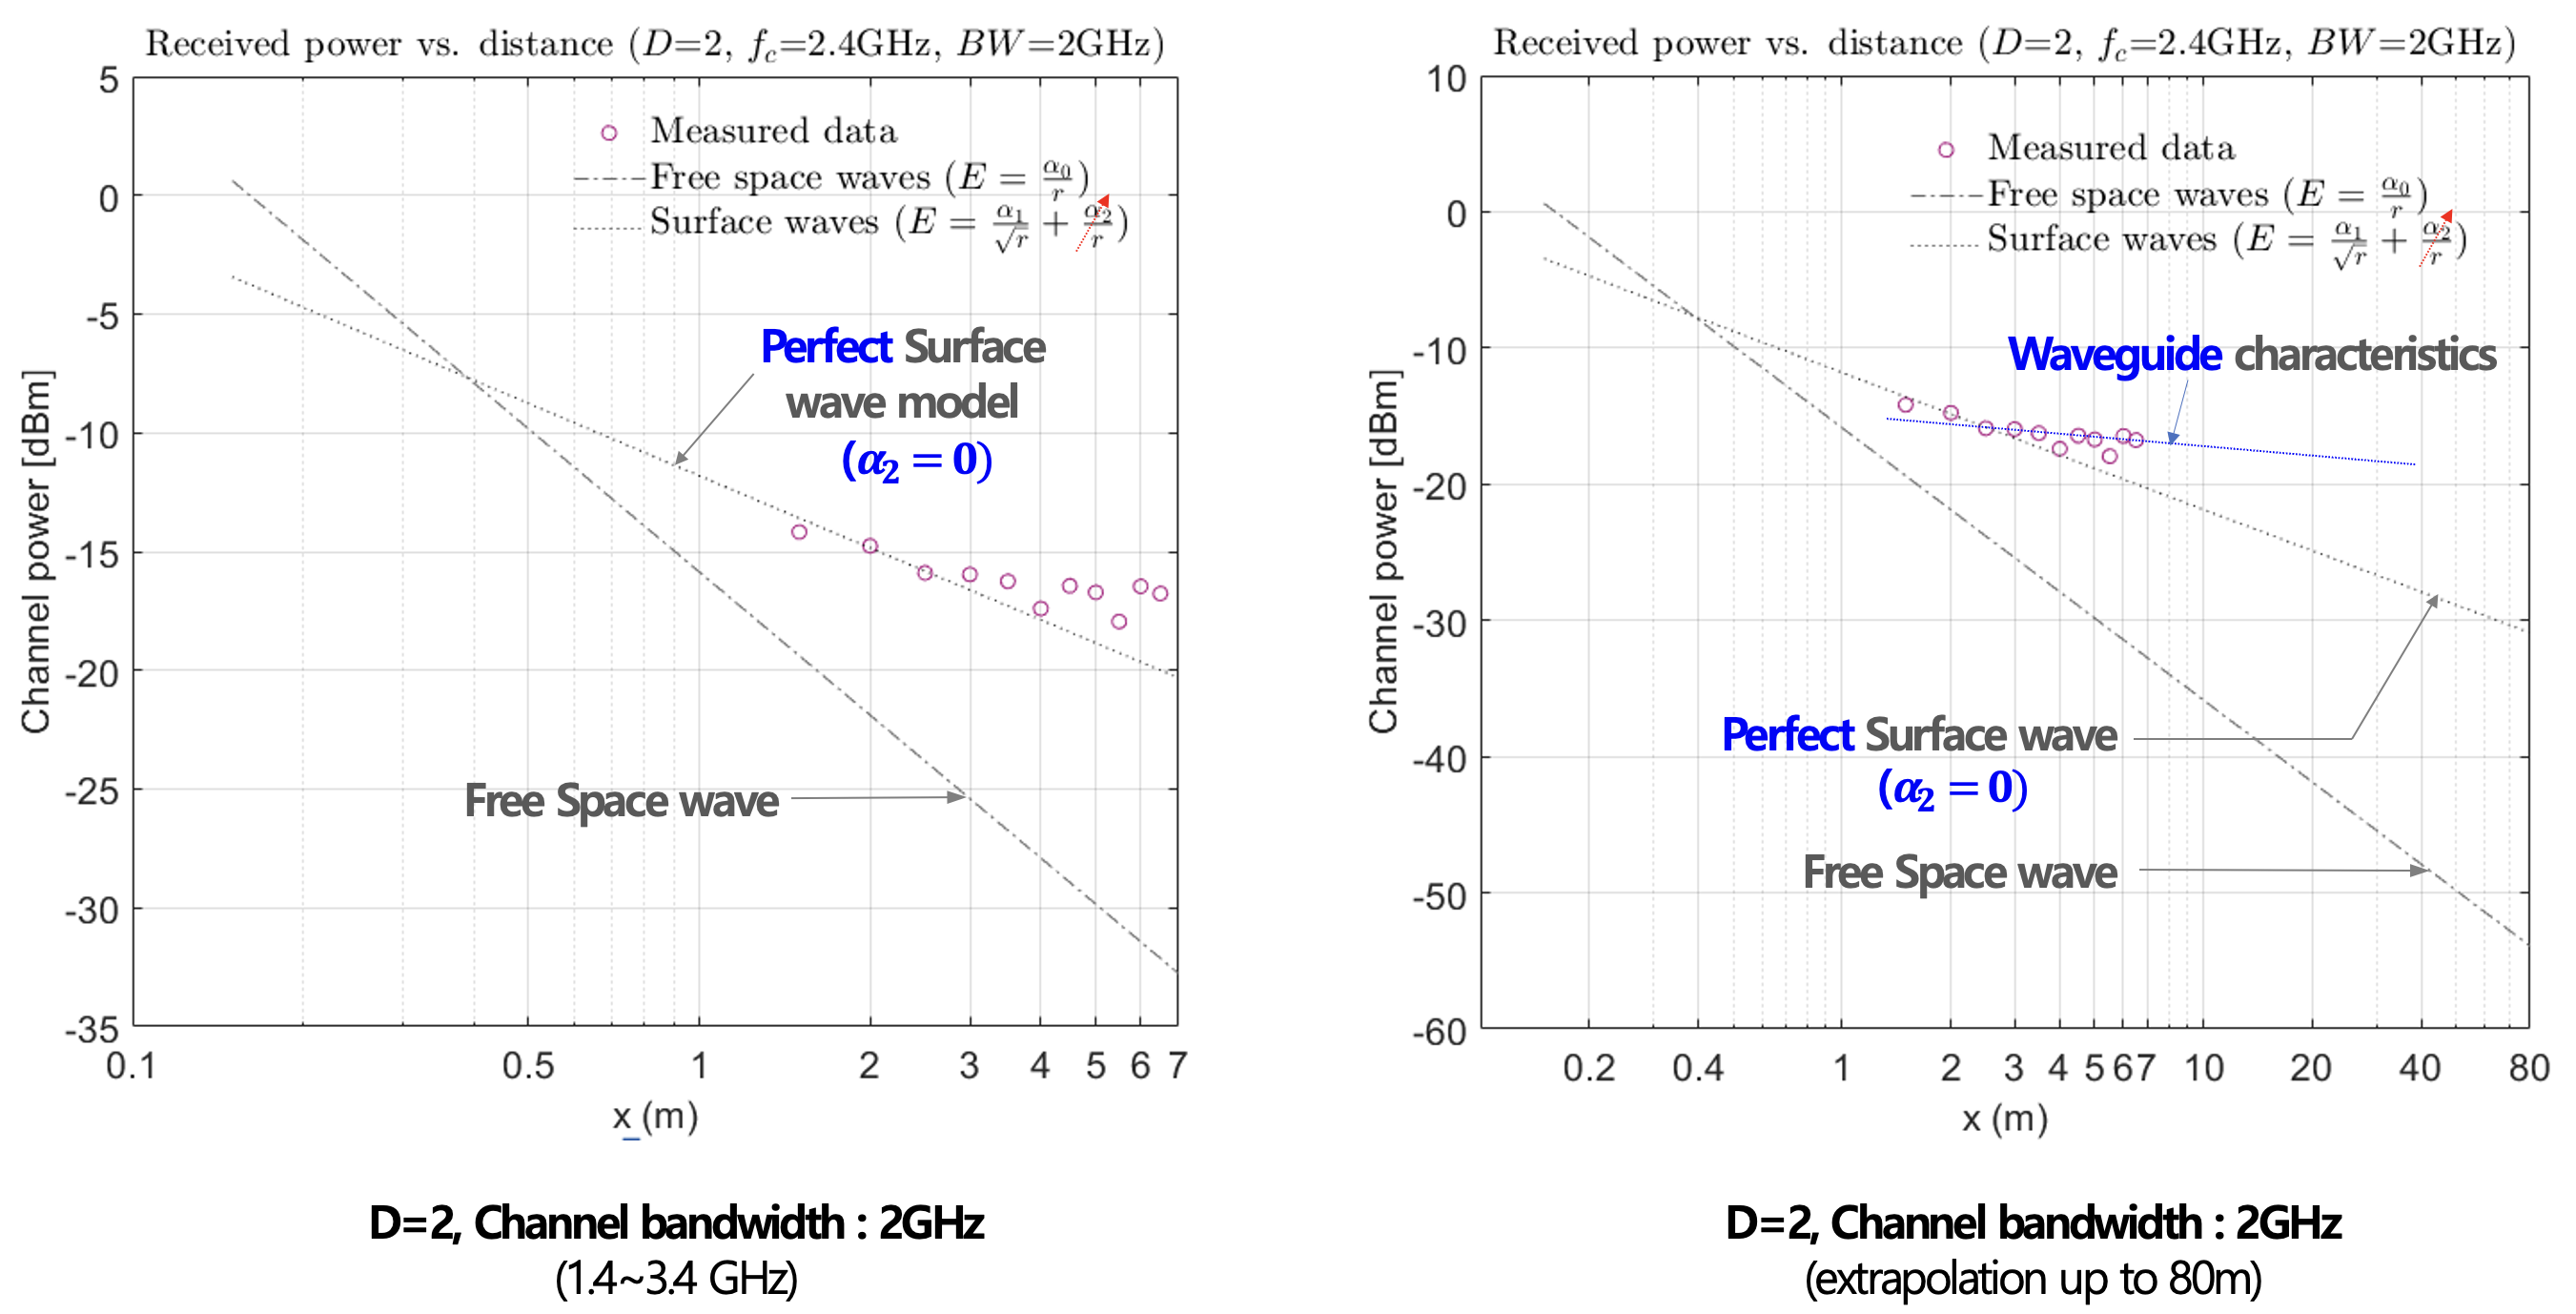 Received power vs. distance (D=2, f_c=2.4GHz, BW=2GHz)
5
0
-5
-10
-15
-20
-25
-30
-35
Channel power [dBm]
Measured data
Free space waves (E = α₀/r)
Surface waves (E = α₁/√r + α₂/r)
Perfect Surface
wave model
(α₂ = 0)
Free Space wave
0.1
0.5
1
2
3
4
5
6
7
x (m)
D=2, Channel bandwidth : 2GHz
(1.4~3.4 GHz)
Received power vs. distance (D=2, f_c=2.4GHz, BW=2GHz)
10
0
-10
-20
-30
-40
-50
-60
Channel power [dBm]
Measured data
Free space waves (E = α₀/r)
Surface waves (E = α₁/√r + α₂/r)
Waveguide characteristics
Perfect Surface wave
(α₂ = 0)
Free Space wave
0.2
0.4
1
2
3
4
5
6
7
10
20
40
80
x (m)
D=2, Channel bandwidth : 2GHz
(extrapolation up to 80m)